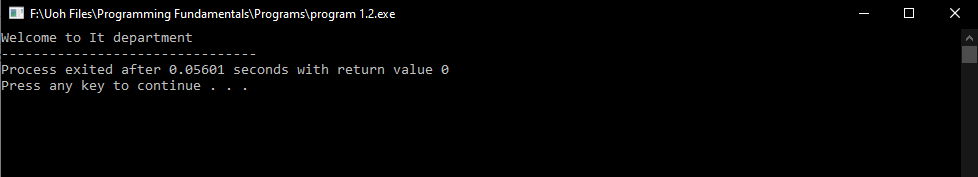 F:\Uoh Files\Programming Fundamentals\Programs\program 1.2.exe
Welcome to It department
--------------------------------
Process exited after 0.05601 seconds with return value 0
Press any key to continue . . .